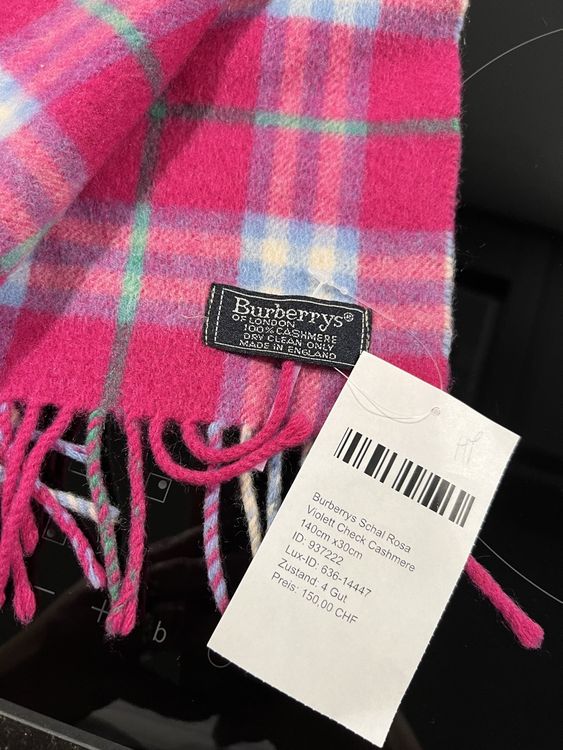 Burberrys®
OF LONDON
100% CASHMERE
DRY CLEAN ONLY
MADE IN ENGLAND
Burberrys Schal Rosa
Violett Check Cashmere
140cm x30cm
ID: 937222
Lux-ID: 636-14447
Zustand: 4 Gut
Preis: 150,00 CHF
b